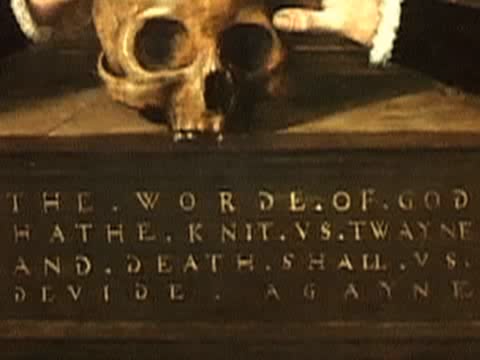 THE . WORDE . OF . GOD
HATHE . KNIT . VS . TWAYNE
AND . DEATH . SHALL . VS .
DEVIDE . AGAYNE